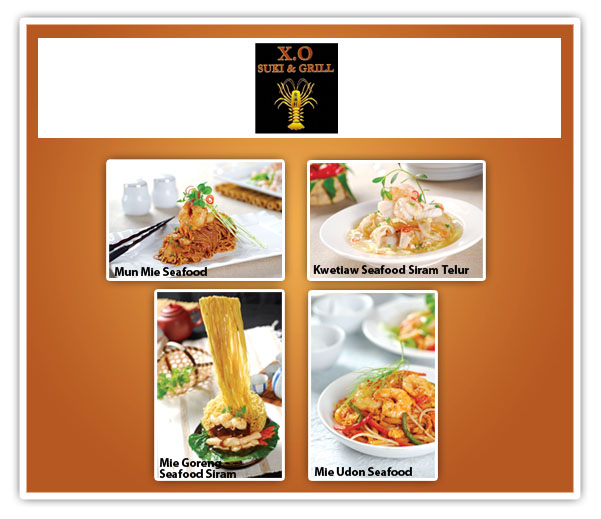 X.O
SUKI & GRILL
Mun Mie Seafood
Kwetiaw Seafood Siram Telur
Mie Goreng
Seafood Siram
Mie Udon Seafood